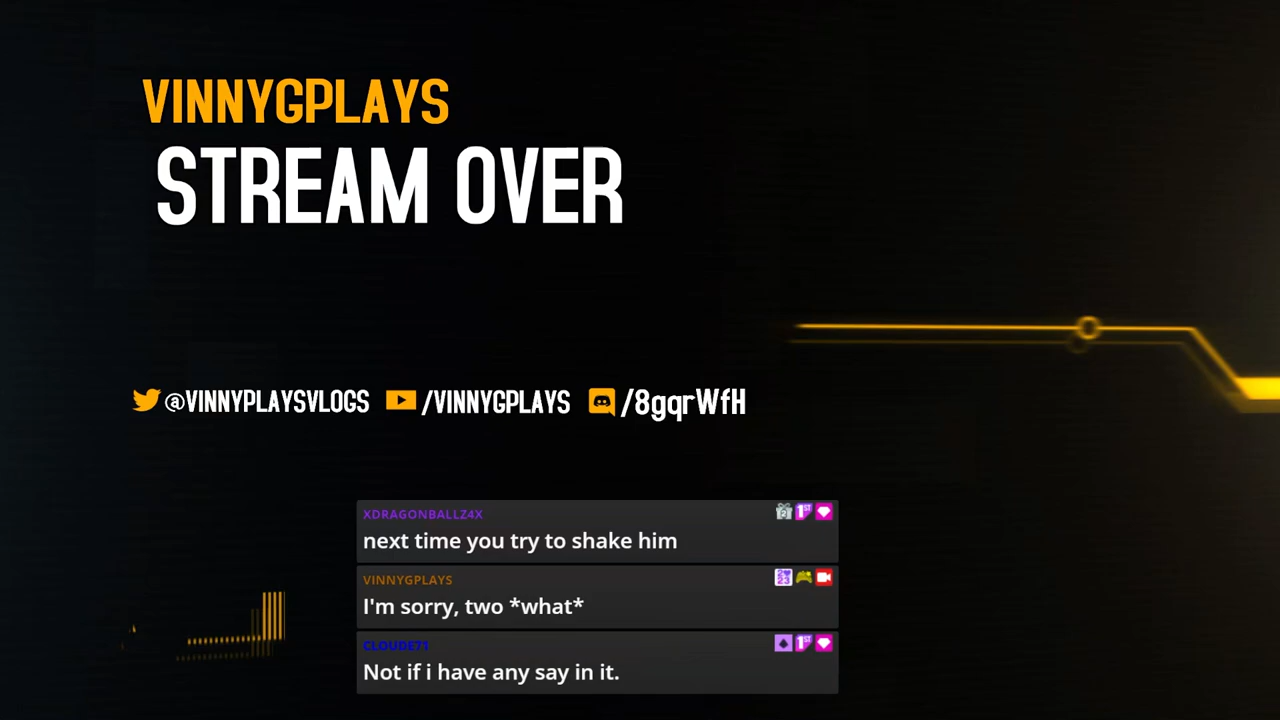 VINNYGPLAYS
STREAM OVER
@VINNYPLAYSVLOGS /VINNYGPLAYS /8gqrWfH
XDRAGONBALLZ4X
next time you try to shake him
VINNYGPLAYS
I'm sorry, two *what*
CLOUDE71
Not if i have any say in it.